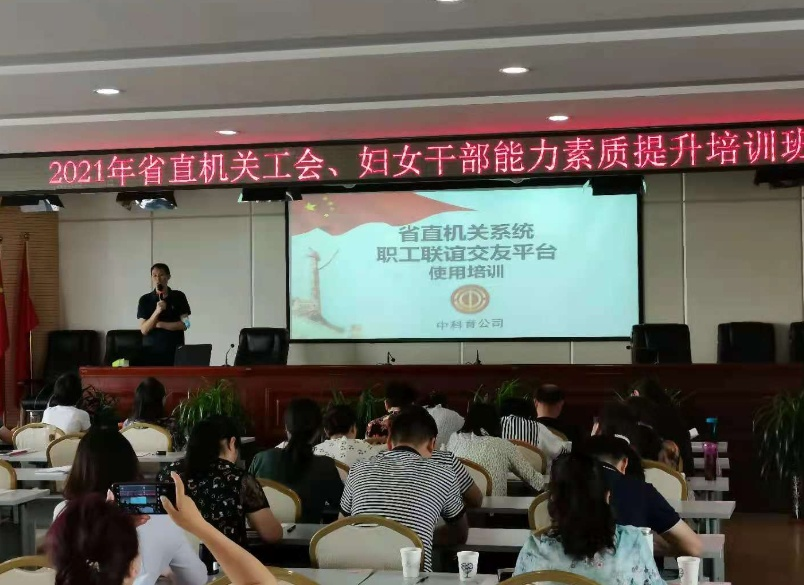 2021年省直机关工会、妇女干部能力素质提升培训班
省直机关系统
职工联谊交友平台
使用培训
中科育公司